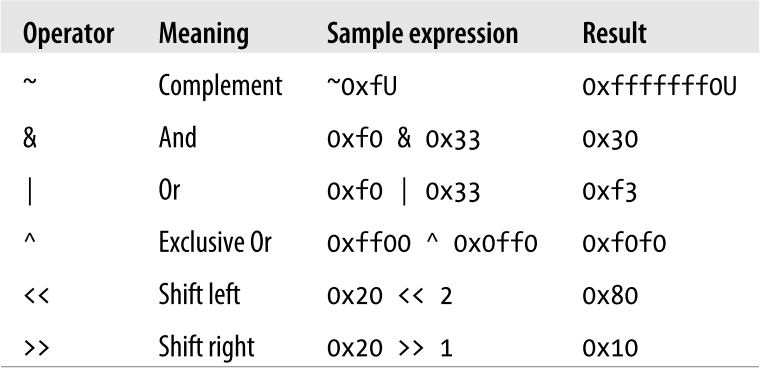 Operator Meaning Sample expression Result
~ Complement ~0xfU 0xfffffff0U
& And 0xf0 & 0x33 0x30
| Or 0xf0 | 0x33 0xf3
^ Exclusive Or 0xff00 ^ 0x0ff0 0xf0f0
<< Shift left 0x20 << 2 0x80
>> Shift right 0x20 >> 1 0x10